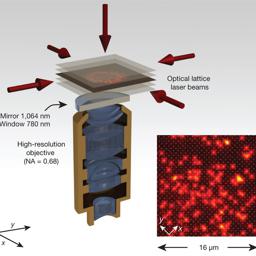 Optical lattice
laser beams
Mirror 1,064 nm
Window 780 nm
High-resolution
objective
(NA = 0.68)
y
x
y
x
16 µm